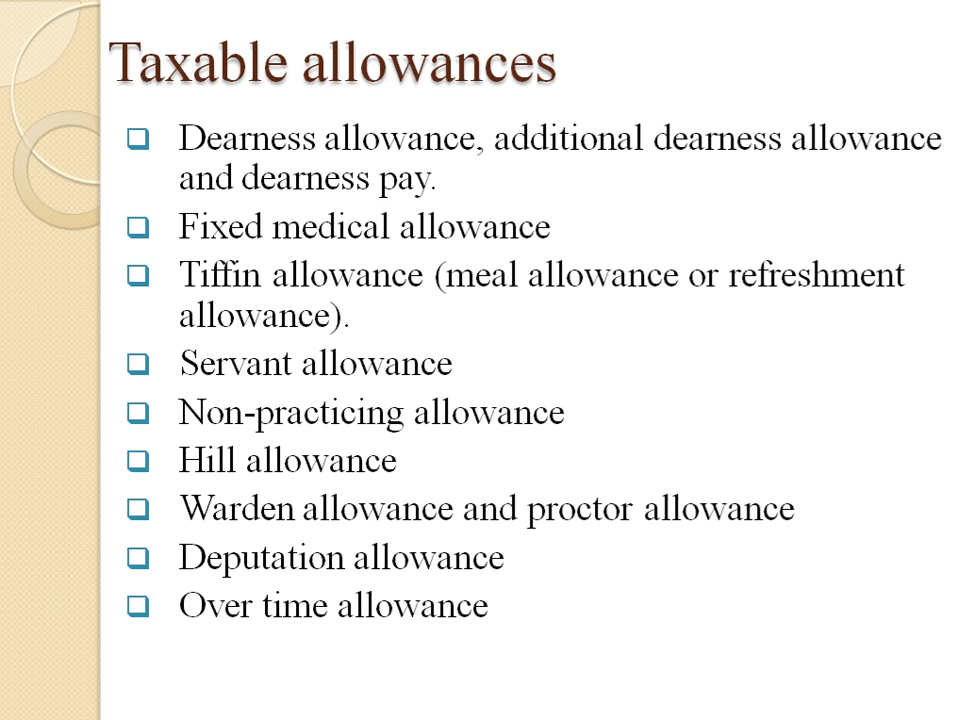 Taxable allowances
Dearness allowance, additional dearness allowance
and dearness pay.
Fixed medical allowance
Tiffin allowance (meal allowance or refreshment
allowance).
Servant allowance
Non-practicing allowance
Hill allowance
Warden allowance and proctor allowance
Deputation allowance
Over time allowance